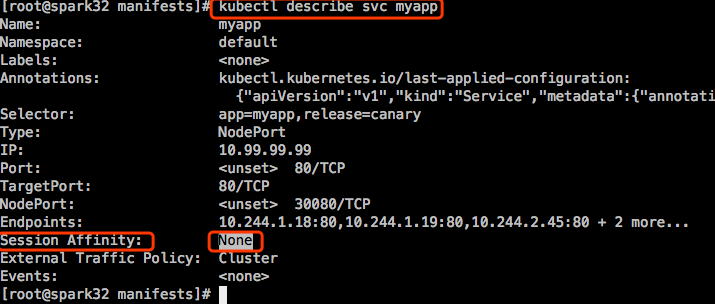 [root@spark32 manifests]# kubectl describe svc myapp
Name: myapp
Namespace: default
Labels: <none>
Annotations: kubectl.kubernetes.io/last-applied-configuration:
{"apiVersion":"v1","kind":"Service","metadata":{"annotati
Selector: app=myapp,release=canary
Type: NodePort
IP: 10.99.99.99
Port: <unset> 80/TCP
TargetPort: 80/TCP
NodePort: <unset> 30080/TCP
Endpoints: 10.244.1.18:80,10.244.1.19:80,10.244.2.45:80 + 2 more...
Session Affinity: None
External Traffic Policy: Cluster
Events: <none>
[root@spark32 manifests]#